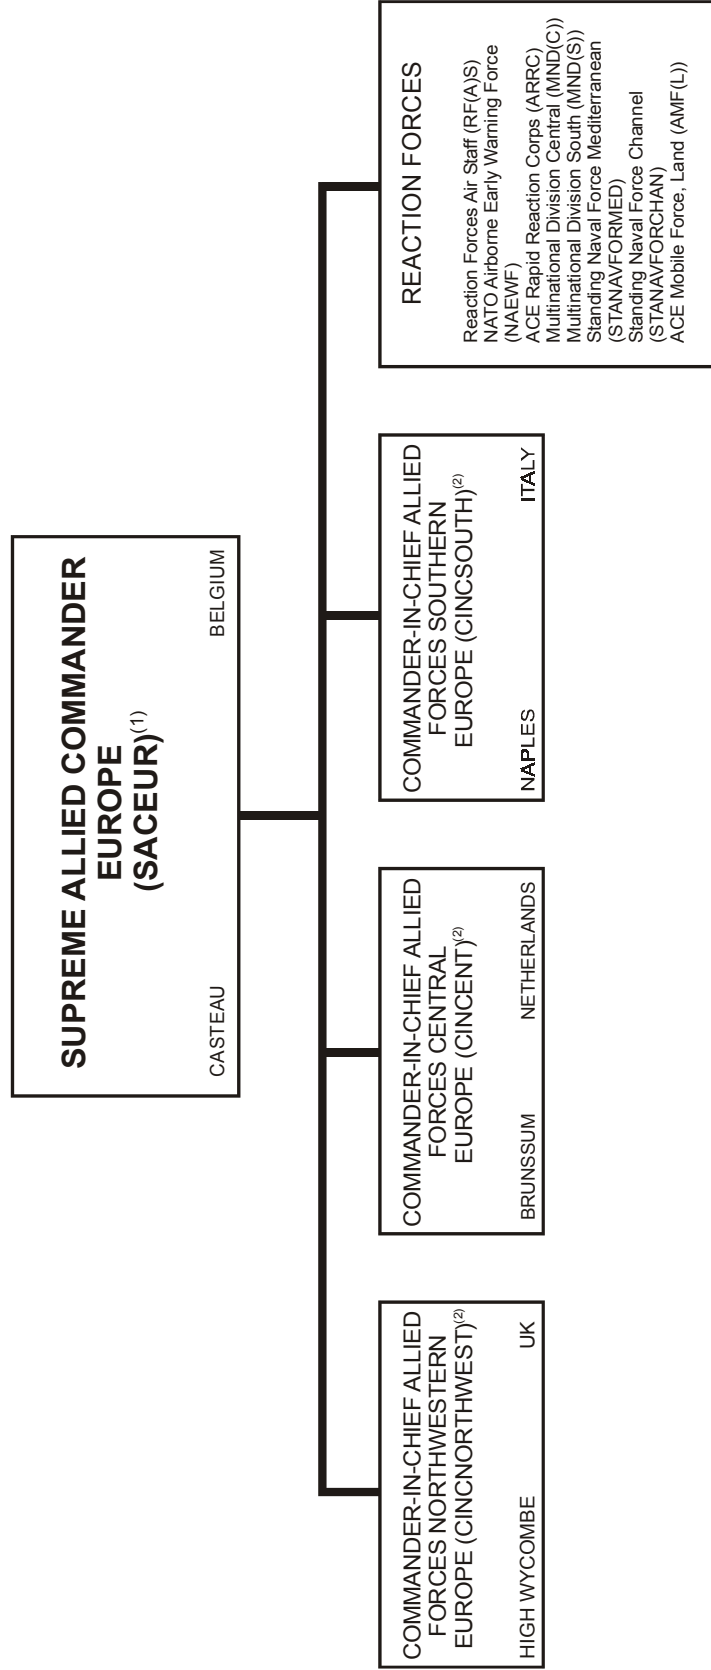 SUPREME ALLIED COMMANDER
EUROPE
(SACEUR)(1)
CASTEAU BELGIUM
COMMANDER-IN-CHIEF ALLIED
FORCES NORTHWESTERN
EUROPE (CINCNORTHWEST)(2)
HIGH WYCOMBE UK
COMMANDER-IN-CHIEF ALLIED
FORCES CENTRAL
EUROPE (CINCENT)(2)
BRUNSSUM NETHERLANDS
COMMANDER-IN-CHIEF ALLIED
FORCES SOUTHERN
EUROPE (CINCSOUTH)(2)
NAPLES ITALY
REACTION FORCES
Reaction Forces Air Staff (RF(A)S)
NATO Airborne Early Warning Force
(NAEWF)
ACE Rapid Reaction Corps (ARRC)
Multinational Division Central (MND(C))
Multinational Division South (MND(S))
Standing Naval Force Mediterranean
(STANAVFORMED)
Standing Naval Force Channel
(STANAVFORCHAN)
ACE Mobile Force, Land (AMF(L))